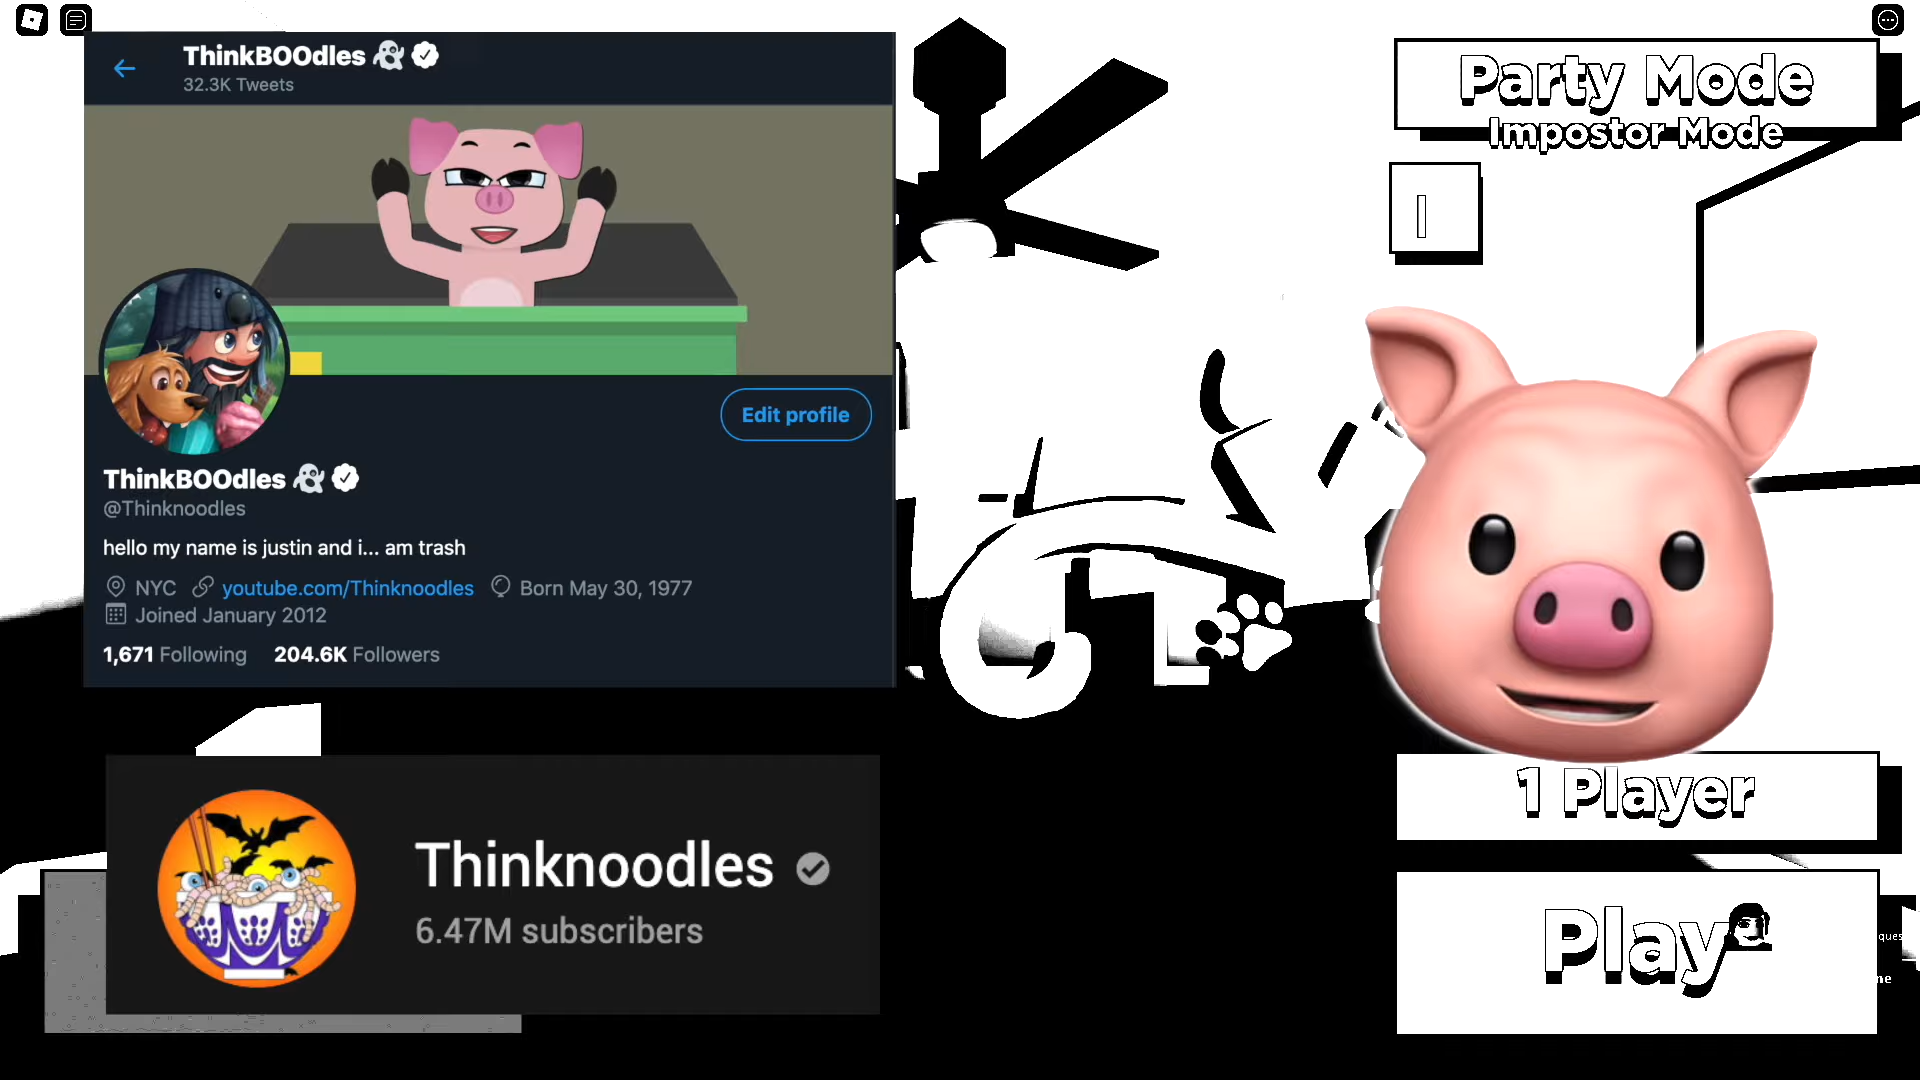 ThinkBOOdles
32.3K Tweets
Edit profile
ThinkBOOdles
@Thinknoodles
hello my name is justin and i... am trash
NYC youtube.com/Thinknoodles Born May 30, 1977
Joined January 2012
1,671 Following 204.6K Followers
Thinknoodles
6.47M subscribers
Party Mode
Impostor Mode
1 Player
Play